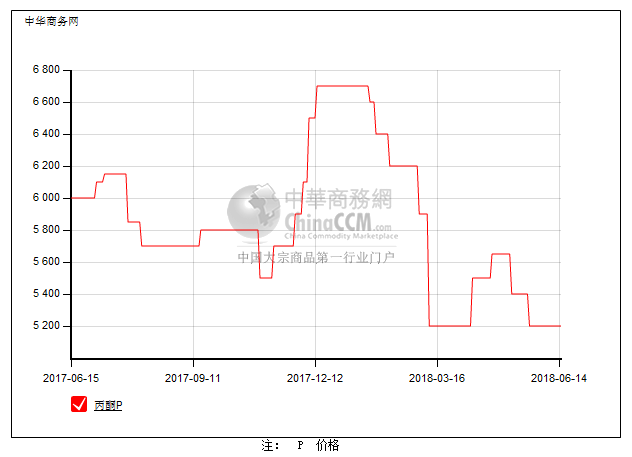 中华商务网
6 800
6 600
6 400
6 200
6 000
5 800
5 600
5 400
5 200
中華商務網
ChinaCCM.com
China Commodity Marketplace
中国大宗商品第一行业门户
2017-06-15 2017-09-11 2017-12-12 2018-03-16 2018-06-14
丙酮P
注： P 价格